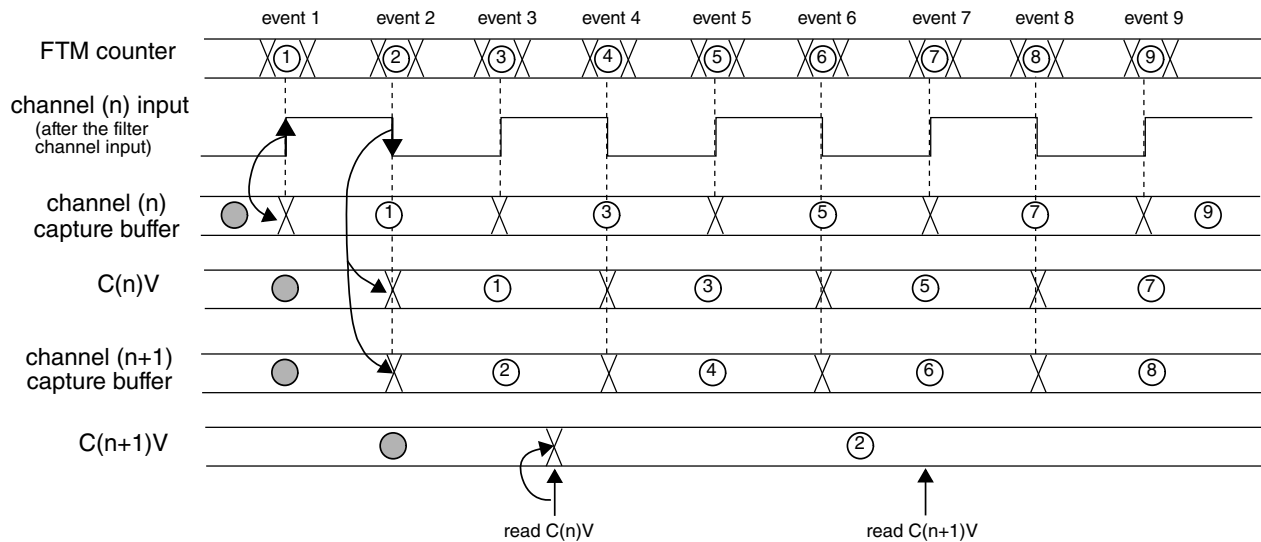 event 1 event 2 event 3 event 4 event 5 event 6 event 7 event 8 event 9
FTM counter 1 2 3 4 5 6 7 8 9
channel (n) input
(after the filter
channel input)
channel (n)
capture buffer 1 3 5 7 9
C(n)V 1 3 5 7
channel (n+1)
capture buffer 2 4 6 8
C(n+1)V 2
read C(n)V read C(n+1)V